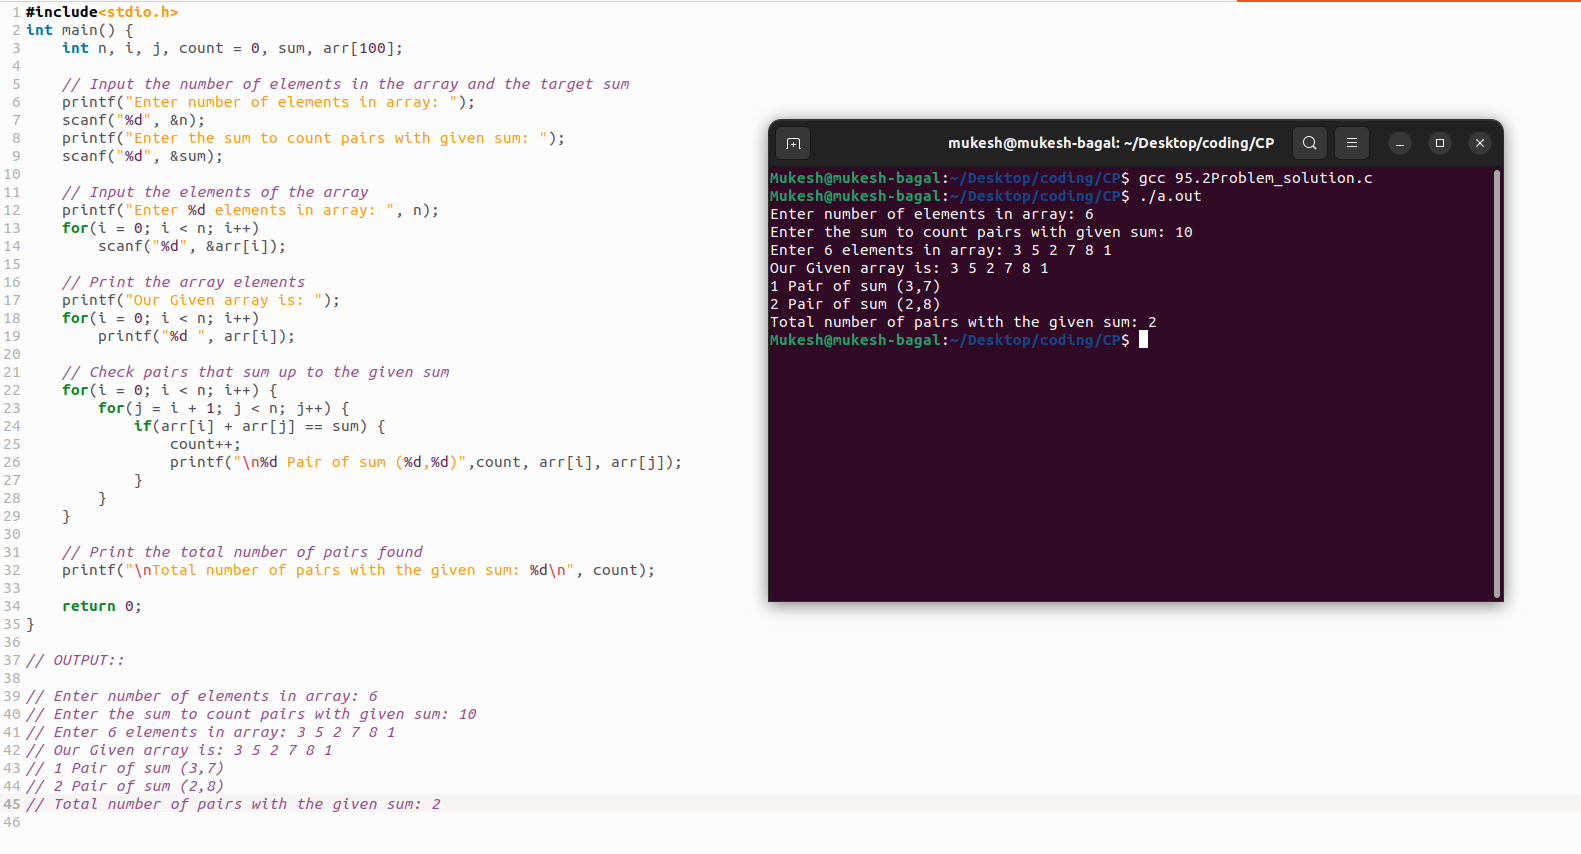 1 #include<stdio.h>
2 int main() {
3     int n, i, j, count = 0, sum, arr[100];
4
5     // Input the number of elements in the array and the target sum
6     printf("Enter number of elements in array: ");
7     scanf("%d", &n);
8     printf("Enter the sum to count pairs with given sum: ");
9     scanf("%d", &sum);
10
11     // Input the elements of the array
12     printf("Enter %d elements in array: ", n);
13     for(i = 0; i < n; i++)
14         scanf("%d", &arr[i]);
15
16     // Print the array elements
17     printf("Our Given array is: ");
18     for(i = 0; i < n; i++)
19         printf("%d ", arr[i]);
20
21     // Check pairs that sum up to the given sum
22     for(i = 0; i < n; i++) {
23         for(j = i + 1; j < n; j++) {
24             if(arr[i] + arr[j] == sum) {
25                 count++;
26                 printf("\n%d Pair of sum (%d,%d)",count, arr[i], arr[j]);
27             }
28         }
29     }
30
31     // Print the total number of pairs found
32     printf("\nTotal number of pairs with the given sum: %d\n", count);
33
34     return 0;
35 }
36
37 // OUTPUT::
38
39 // Enter number of elements in array: 6
40 // Enter the sum to count pairs with given sum: 10
41 // Enter 6 elements in array: 3 5 2 7 8 1
42 // Our Given array is: 3 5 2 7 8 1
43 // 1 Pair of sum (3,7)
44 // 2 Pair of sum (2,8)
45 // Total number of pairs with the given sum: 2
46
mukesh@mukesh-bagal: ~/Desktop/coding/CP
Mukesh@mukesh-bagal:~/Desktop/coding/CP$ gcc 95.2Problem_solution.c
Mukesh@mukesh-bagal:~/Desktop/coding/CP$ ./a.out
Enter number of elements in array: 6
Enter the sum to count pairs with given sum: 10
Enter 6 elements in array: 3 5 2 7 8 1
Our Given array is: 3 5 2 7 8 1
1 Pair of sum (3,7)
2 Pair of sum (2,8)
Total number of pairs with the given sum: 2
Mukesh@mukesh-bagal:~/Desktop/coding/CP$